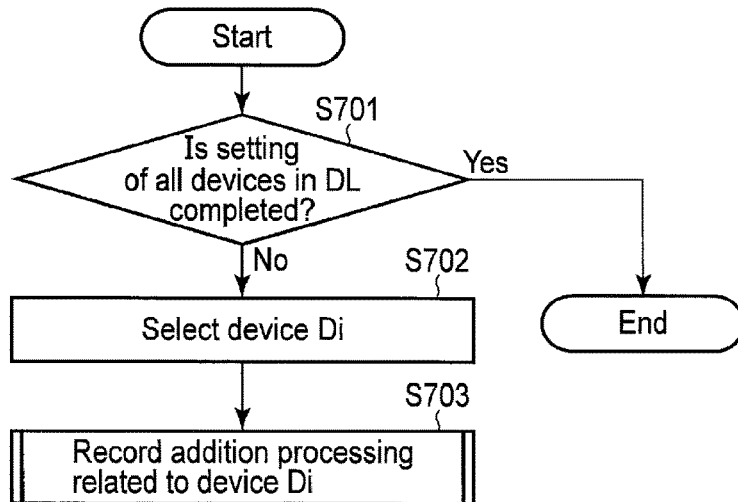 Start
S701
Is setting
of all devices in DL
completed?
Yes
No
S702
Select device Di
End
S703
Record addition processing
related to device Di